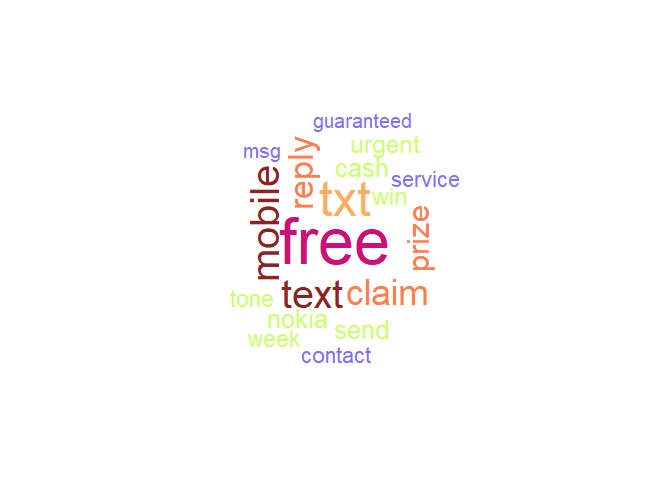 guaranteed
urgent
msg
reply
cash
service
mobile
txt
win
prize
free
text
claim
tone
nokia
send
week
contact